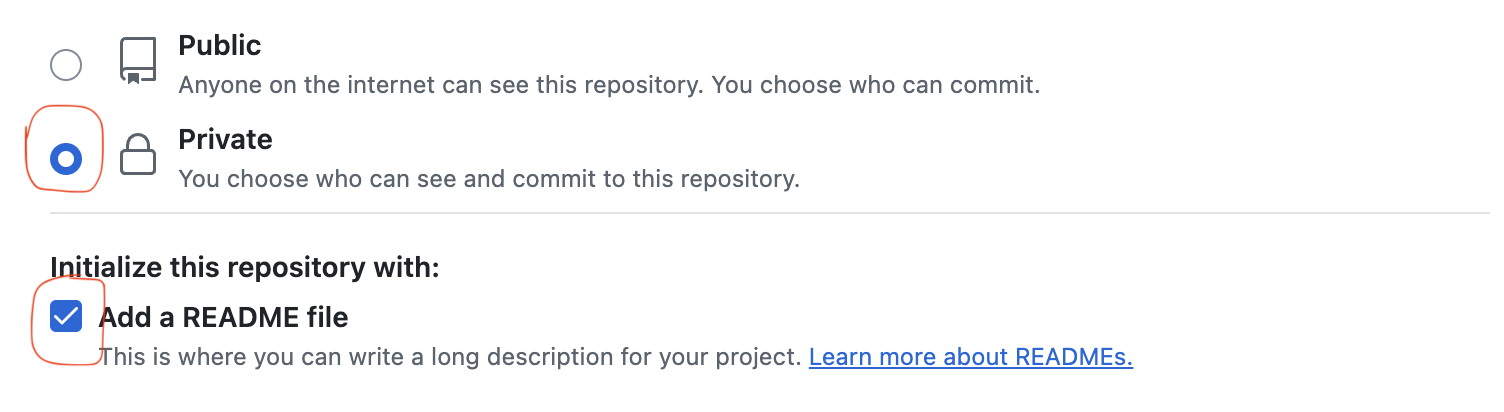 Public
Anyone on the internet can see this repository. You choose who can commit.
Private
You choose who can see and commit to this repository.
Initialize this repository with:
Add a README file
This is where you can write a long description for your project. Learn more about READMEs.